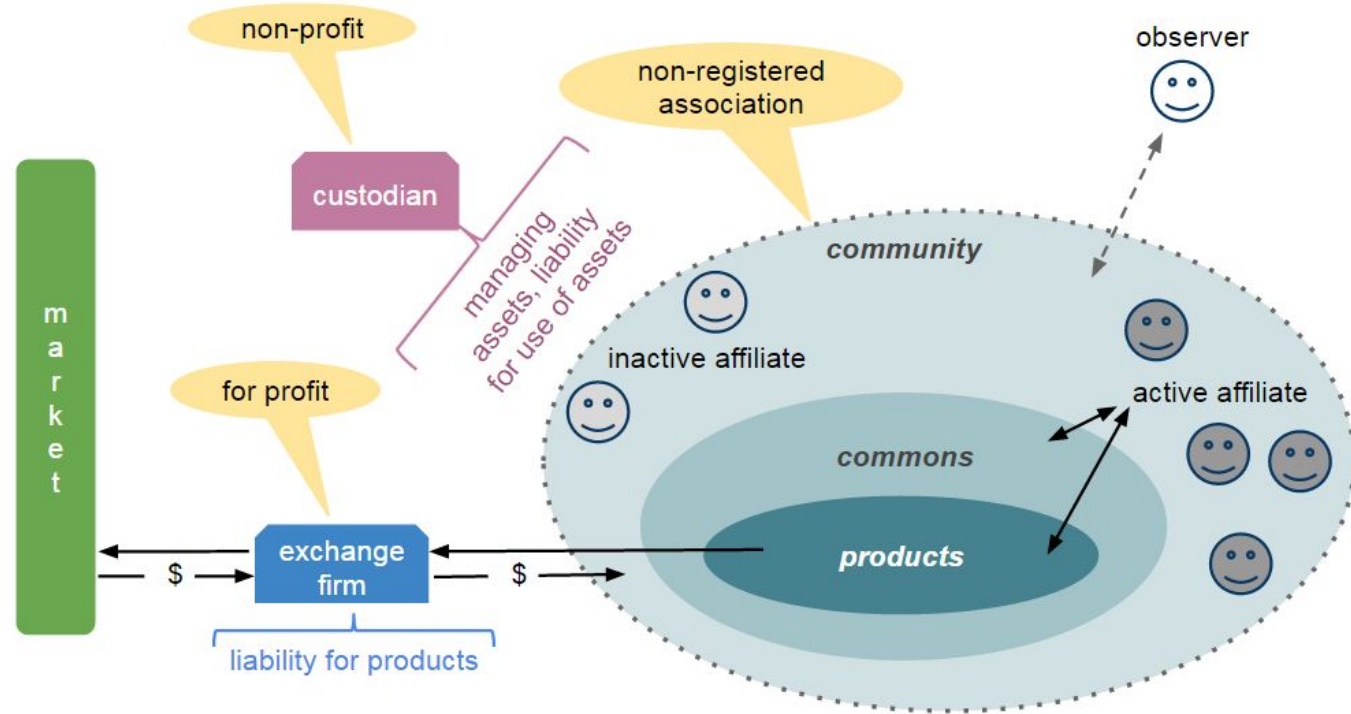 non-profit
observer
non-registered
association
custodian
managing
assets, liability
for use of assets
community
market
inactive affiliate
for profit
active affiliate
commons
exchange
firm
products
$
$
liability for products